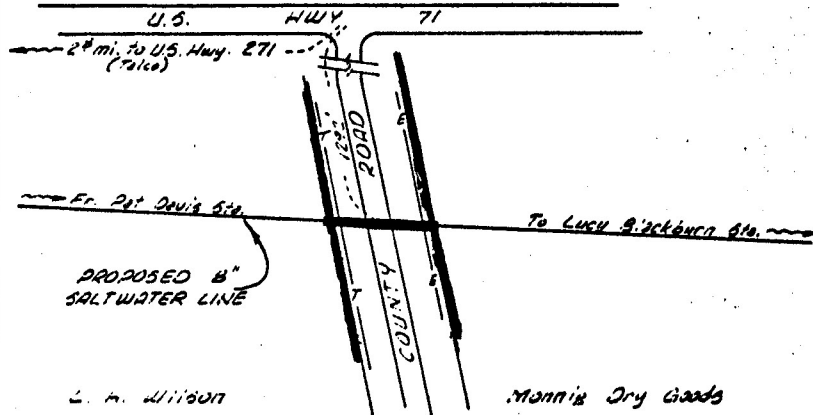 U.S. HWY 71
2± mi. to U.S. Hwy. 271
(Talco)
E
T
ROAD
Fr. Pat Davis Sta.
To Lucy Blackburn Sta.
PROPOSED 8"
SALTWATER LINE
T
E
COUNTY
L. A. Wilson
Monnig Dry Goods